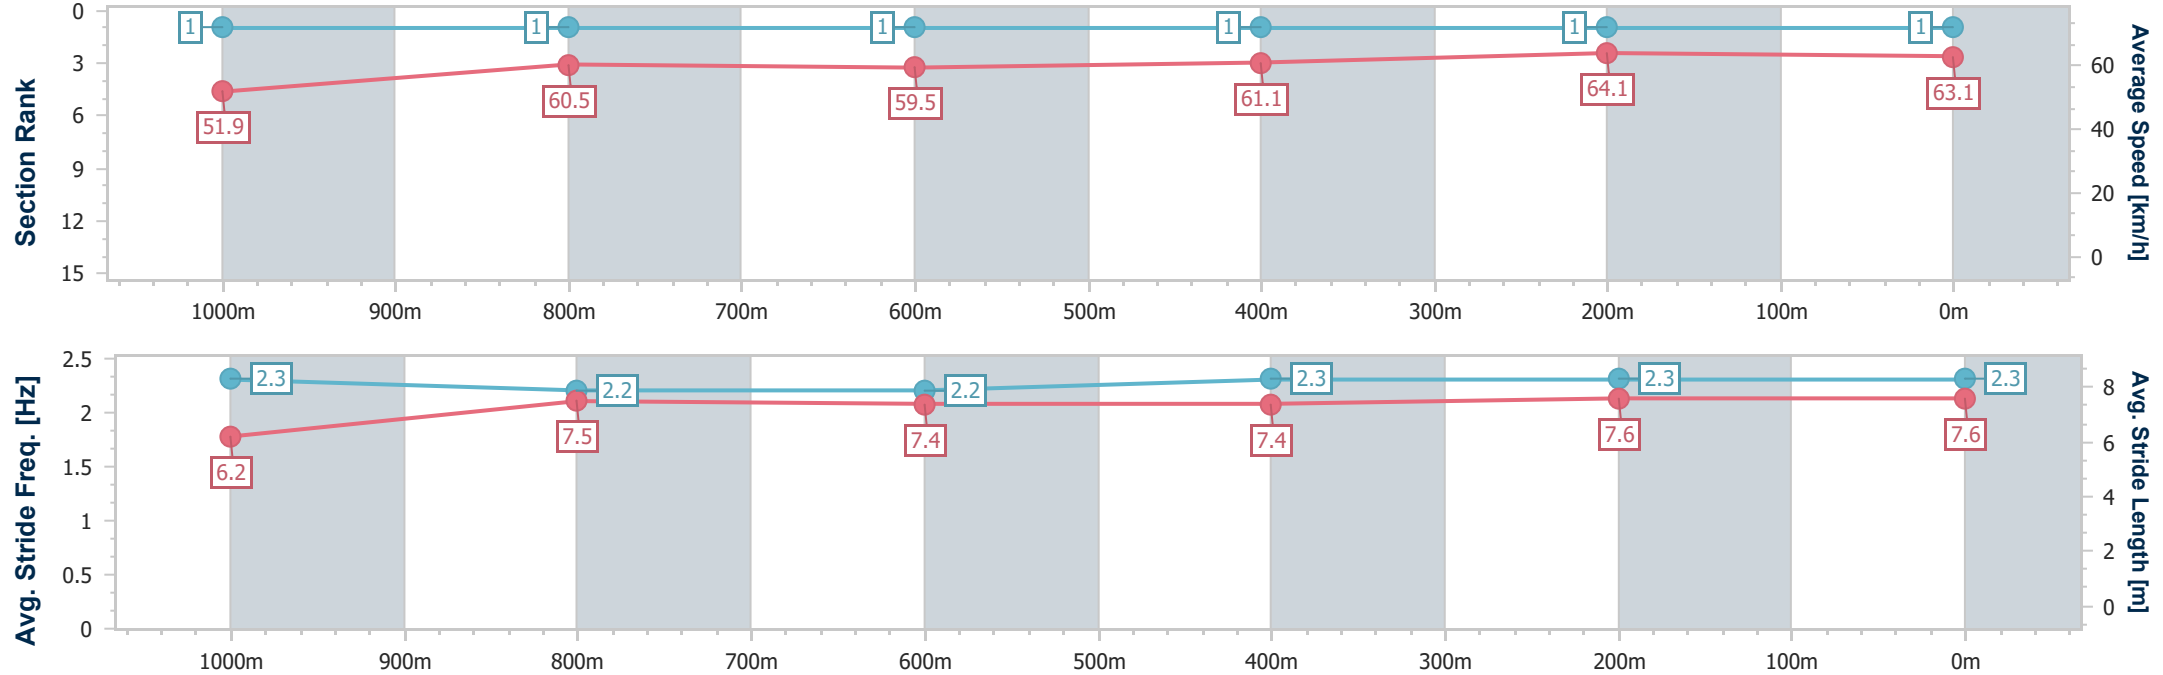 Section Rank
0
3
6
9
12
15
1
1
1
1
1
1
51.9
60.5
59.5
61.1
64.1
63.1
60
40
20
0
Average Speed [km/h]
1000m
900m
800m
700m
600m
500m
400m
300m
200m
100m
0m
Avg. Stride Freq. [Hz]
2.5
2
1.5
1
0.5
0
2.3
2.2
2.2
2.3
2.3
2.3
6.2
7.5
7.4
7.4
7.6
7.6
8
6
4
2
0
Avg. Stride Length [m]
1000m
900m
800m
700m
600m
500m
400m
300m
200m
100m
0m